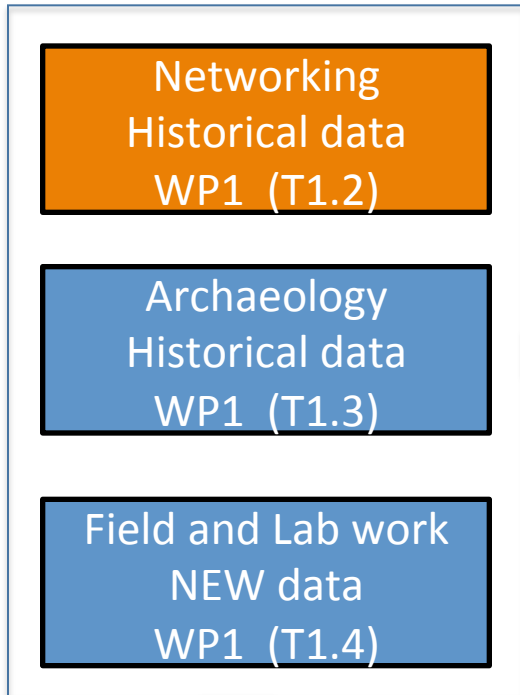 Networking
Historical data
WP1  (T1.2)
Archaeology
Historical data
WP1  (T1.3)
Field and Lab work
NEW data
WP1  (T1.4)